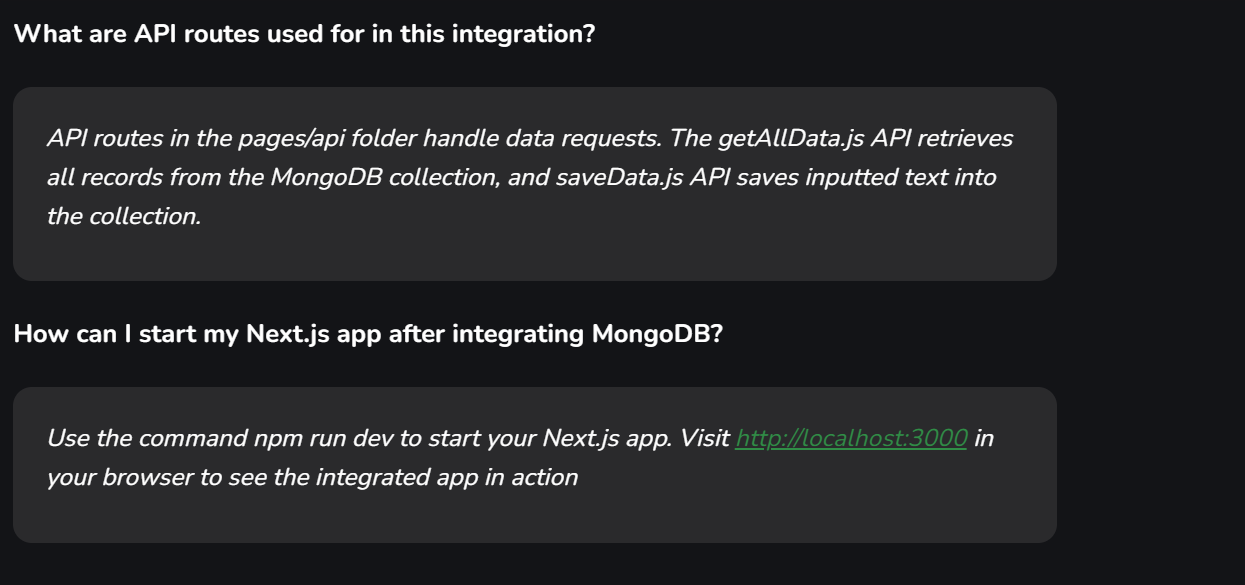 What are API routes used for in this integration?
API routes in the pages/api folder handle data requests. The getAllData.js API retrieves
all records from the MongoDB collection, and saveData.js API saves inputted text into
the collection.
How can I start my Next.js app after integrating MongoDB?
Use the command npm run dev to start your Next.js app. Visit http://localhost:3000 in
your browser to see the integrated app in action